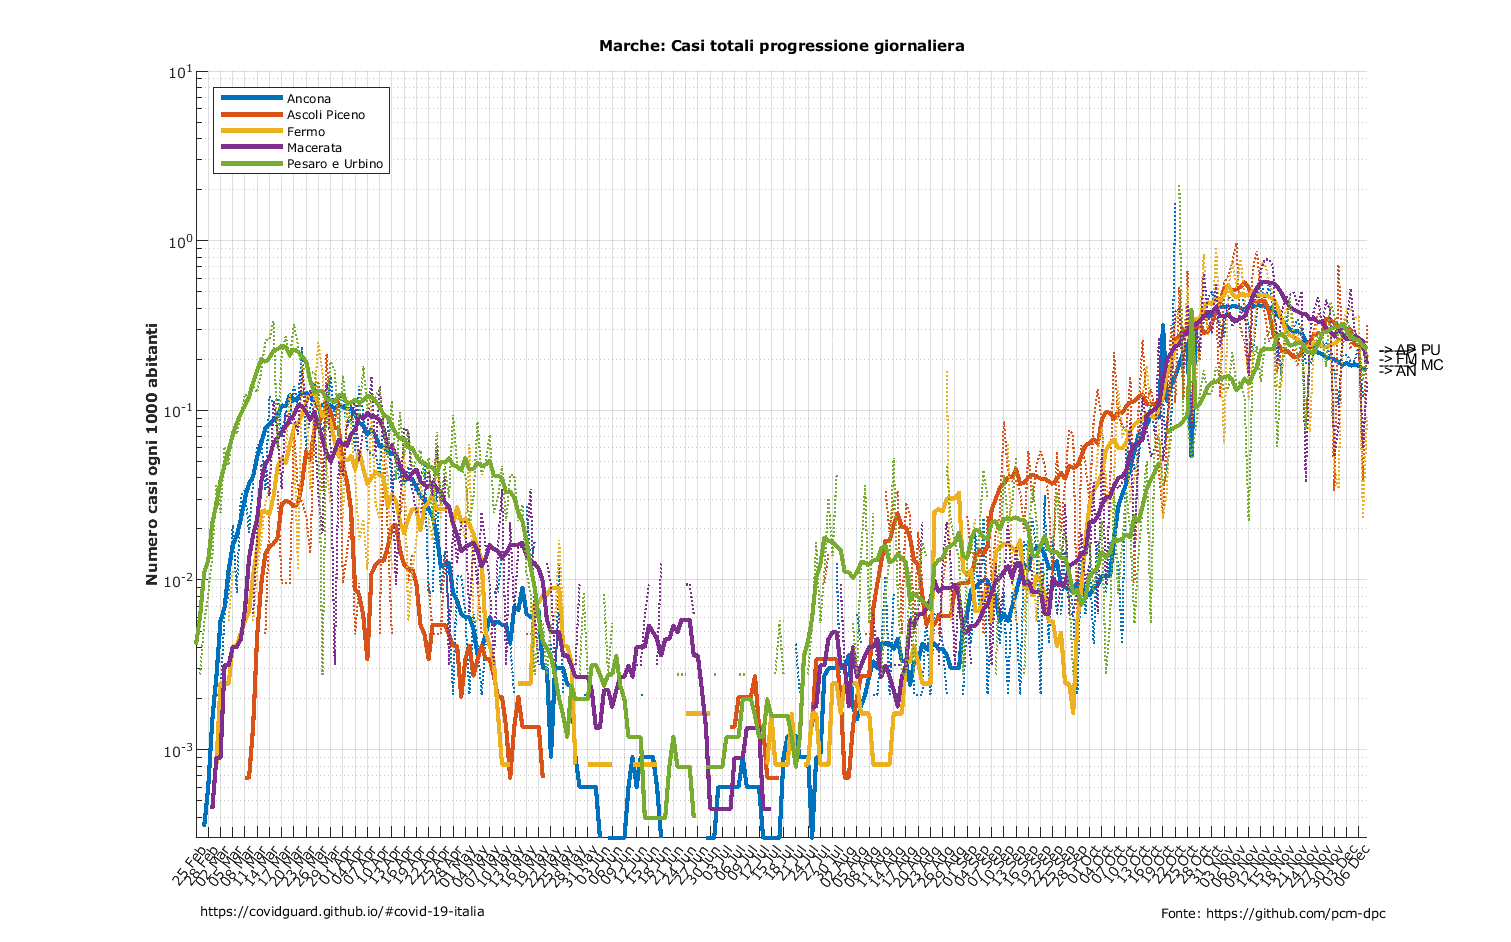 Marche: Casi totali progressione giornaliera
Numero casi ogni 1000 abitanti
10^1
10^0
10^-1
10^-2
10^-3
Ancona
Ascoli Piceno
Fermo
Macerata
Pesaro e Urbino
-> AP
PU
-> FM
MC
-> AN
25 Feb
28 Feb
02 Mar
05 Mar
08 Mar
11 Mar
14 Mar
17 Mar
20 Mar
23 Mar
26 Mar
29 Mar
01 Apr
04 Apr
07 Apr
10 Apr
13 Apr
16 Apr
19 Apr
22 Apr
25 Apr
28 Apr
01 May
04 May
07 May
10 May
13 May
16 May
19 May
22 May
25 May
28 May
31 May
03 Jun
06 Jun
09 Jun
12 Jun
15 Jun
18 Jun
21 Jun
24 Jun
27 Jun
30 Jun
03 Jul
06 Jul
09 Jul
12 Jul
15 Jul
18 Jul
21 Jul
24 Jul
27 Jul
30 Jul
02 Aug
05 Aug
08 Aug
11 Aug
14 Aug
17 Aug
20 Aug
23 Aug
26 Aug
29 Aug
01 Sep
04 Sep
07 Sep
10 Sep
13 Sep
16 Sep
19 Sep
22 Sep
25 Sep
28 Sep
01 Oct
04 Oct
07 Oct
10 Oct
13 Oct
16 Oct
19 Oct
22 Oct
25 Oct
28 Oct
31 Oct
03 Nov
06 Nov
09 Nov
12 Nov
15 Nov
18 Nov
21 Nov
24 Nov
27 Nov
30 Nov
03 Dec
06 Dec
https://covidguard.github.io/#covid-19-italia
Fonte: https://github.com/pcm-dpc